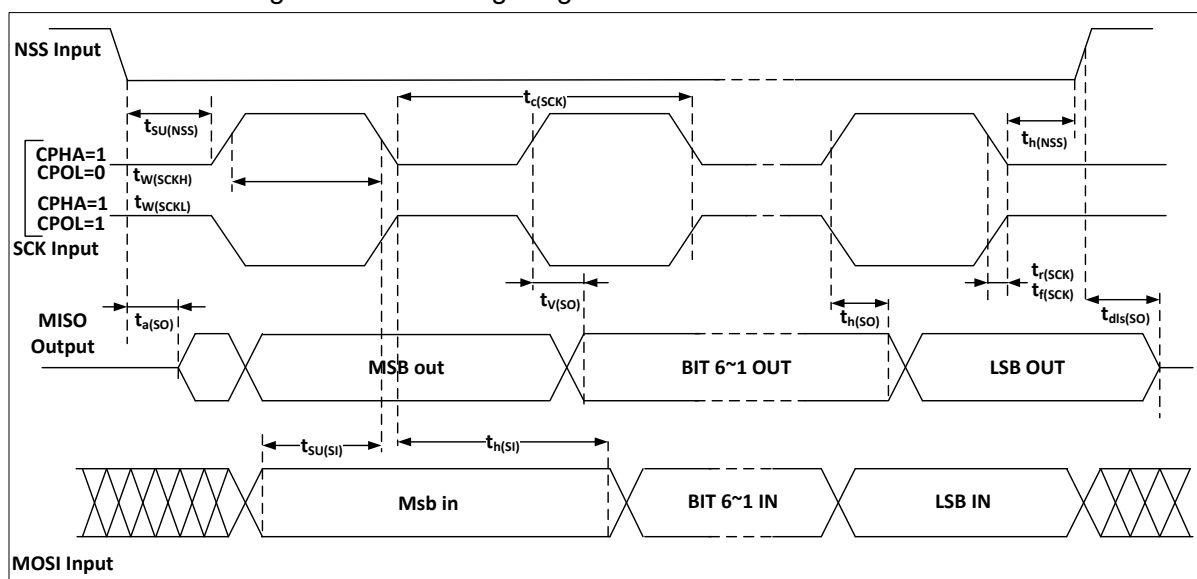 NSS Input
tc(SCK)
tSU(NSS)
th(NSS)
CPHA=1
CPOL=0
tW(SCKH)
CPHA=1
tW(SCKL)
CPOL=1
SCK Input
tr(SCK)
tV(SO)
tf(SCK)
ta(SO)
th(SO)
tdis(SO)
MISO
Output
MSB out
BIT 6~1 OUT
LSB OUT
tSU(SI)
th(SI)
Msb in
BIT 6~1 IN
LSB IN
MOSI Input